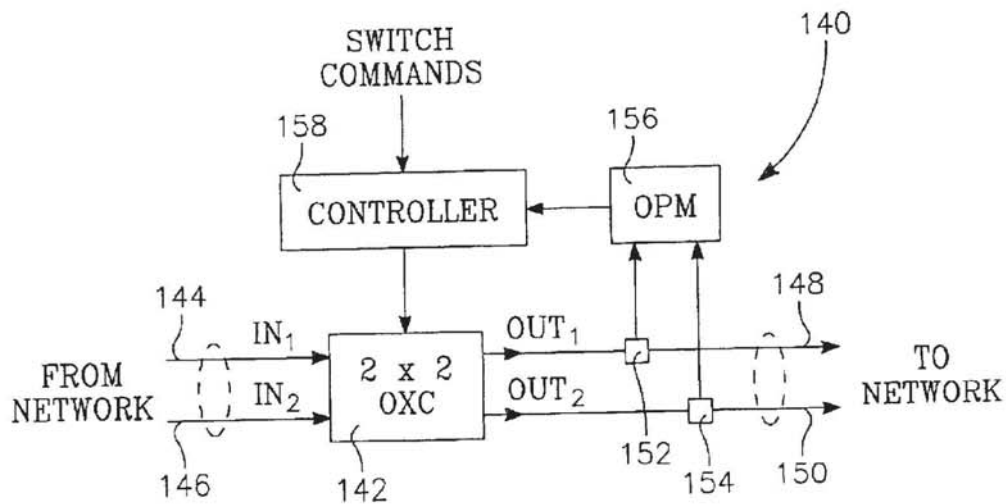 140
SWITCH
COMMANDS
158
156
CONTROLLER
OPM
144
148
IN₁
OUT₁
FROM
NETWORK
2 x 2
OXC
TO
NETWORK
IN₂
OUT₂
146
142
152
154
150